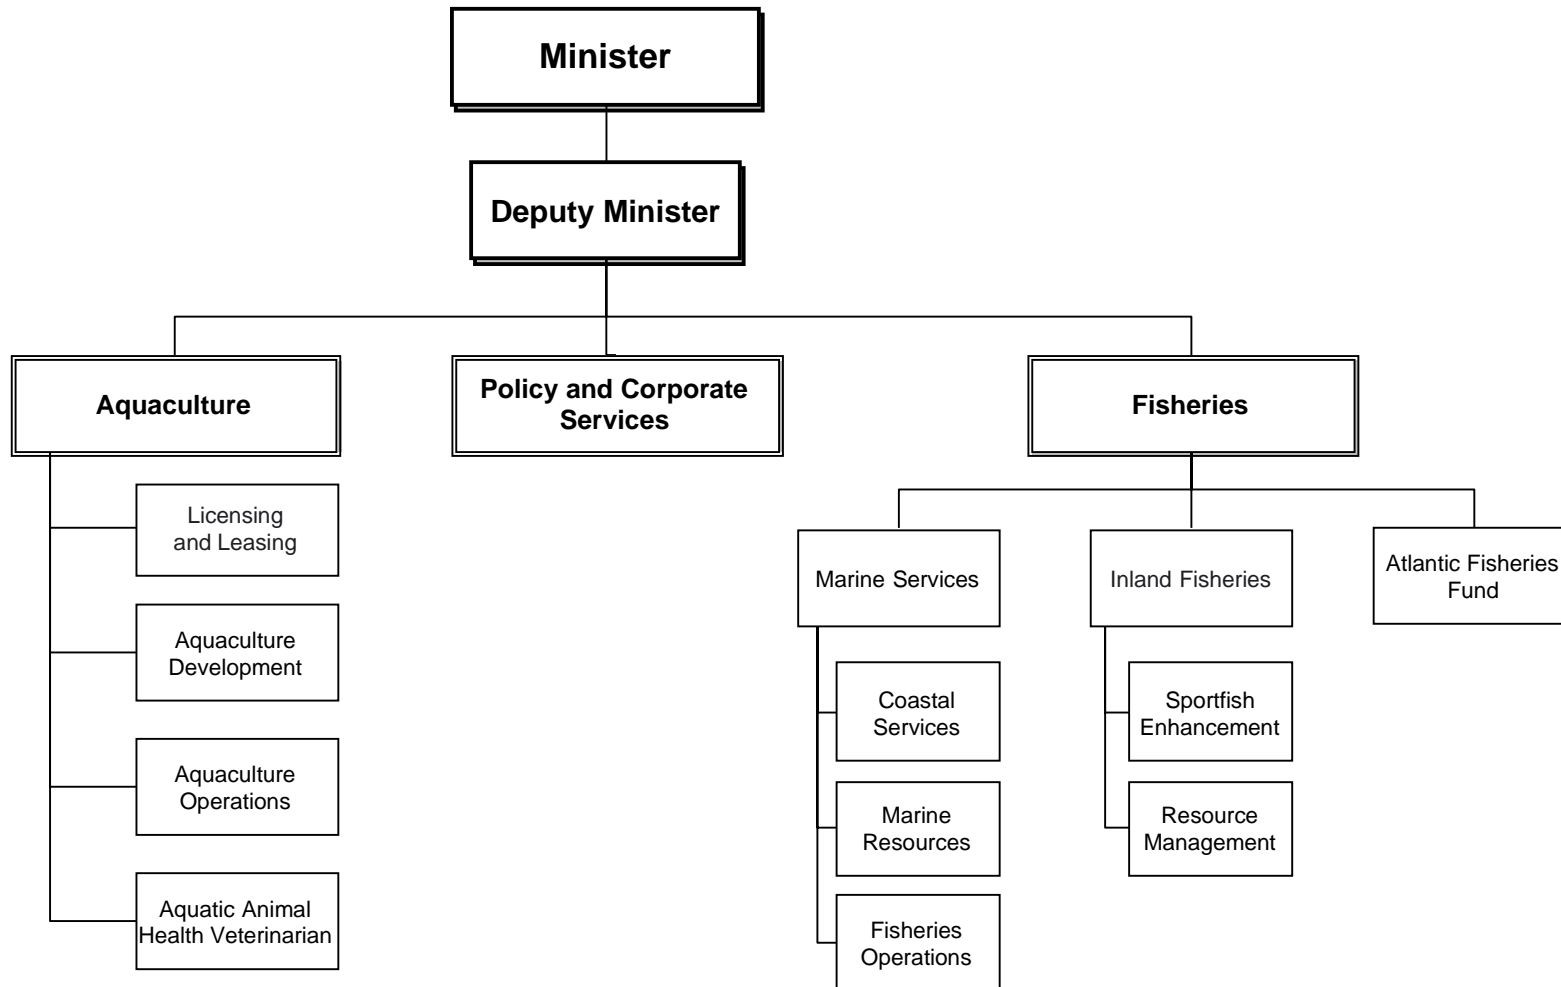 Minister
Deputy Minister
Aquaculture
Policy and Corporate
Services
Fisheries
Licensing
and Leasing
Aquaculture
Development
Aquaculture
Operations
Aquatic Animal
Health Veterinarian
Marine Services
Coastal
Services
Marine
Resources
Fisheries
Operations
Inland Fisheries
Sportfish
Enhancement
Resource
Management
Atlantic Fisheries
Fund